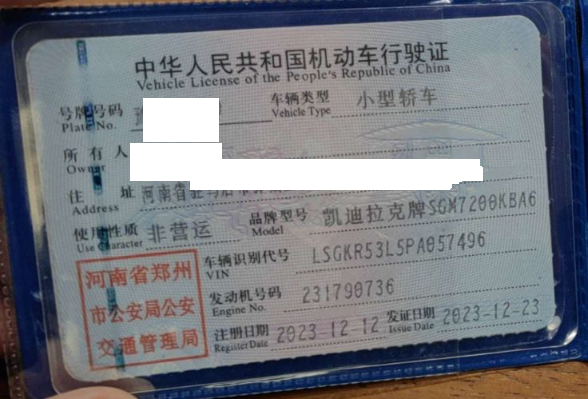 中华人民共和国机动车行驶证
Vehicle License of the People's Republic of China
号牌号码 Plate No. 车辆类型 Vehicle Type 小型轿车
所有人 Owner
住址 Address 河南省驻马店市
使用性质 Use Character 非营运 品牌型号 Model 凯迪拉克牌SGM7200KBA6
车辆识别代号 VIN LSGKR53L5PA057496
发动机号码 Engine No. 231790736
注册日期 Register Date 2023-12-12 发证日期 Issue Date 2023-12-23
河南省郑州
市公安局公安
交通管理局